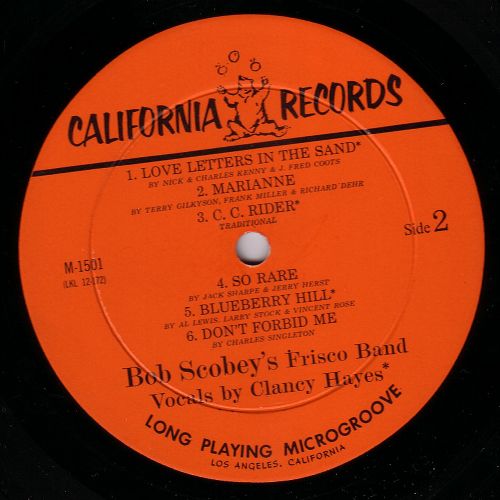 CALIFORNIA RECORDS
1. LOVE LETTERS IN THE SAND*
BY NICK & CHARLES KENNY & J. FRED COOTS
2. MARIANNE
BY TERRY GILKYSON, FRANK MILLER & RICHARD DEHR
3. C. C. RIDER*
TRADITIONAL
Side 2
M-1501
(LKL 12-172)
4. SO RARE
BY JACK SHARPE & JERRY HERST
5. BLUEBERRY HILL*
BY AL LEWIS, LARRY STOCK & VINCENT ROSE
6. DON'T FORBID ME
BY CHARLES SINGLETON
Bob Scobey's Frisco Band
Vocals by Clancy Hayes*
LONG PLAYING MICROGROOVE
LOS ANGELES, CALIFORNIA